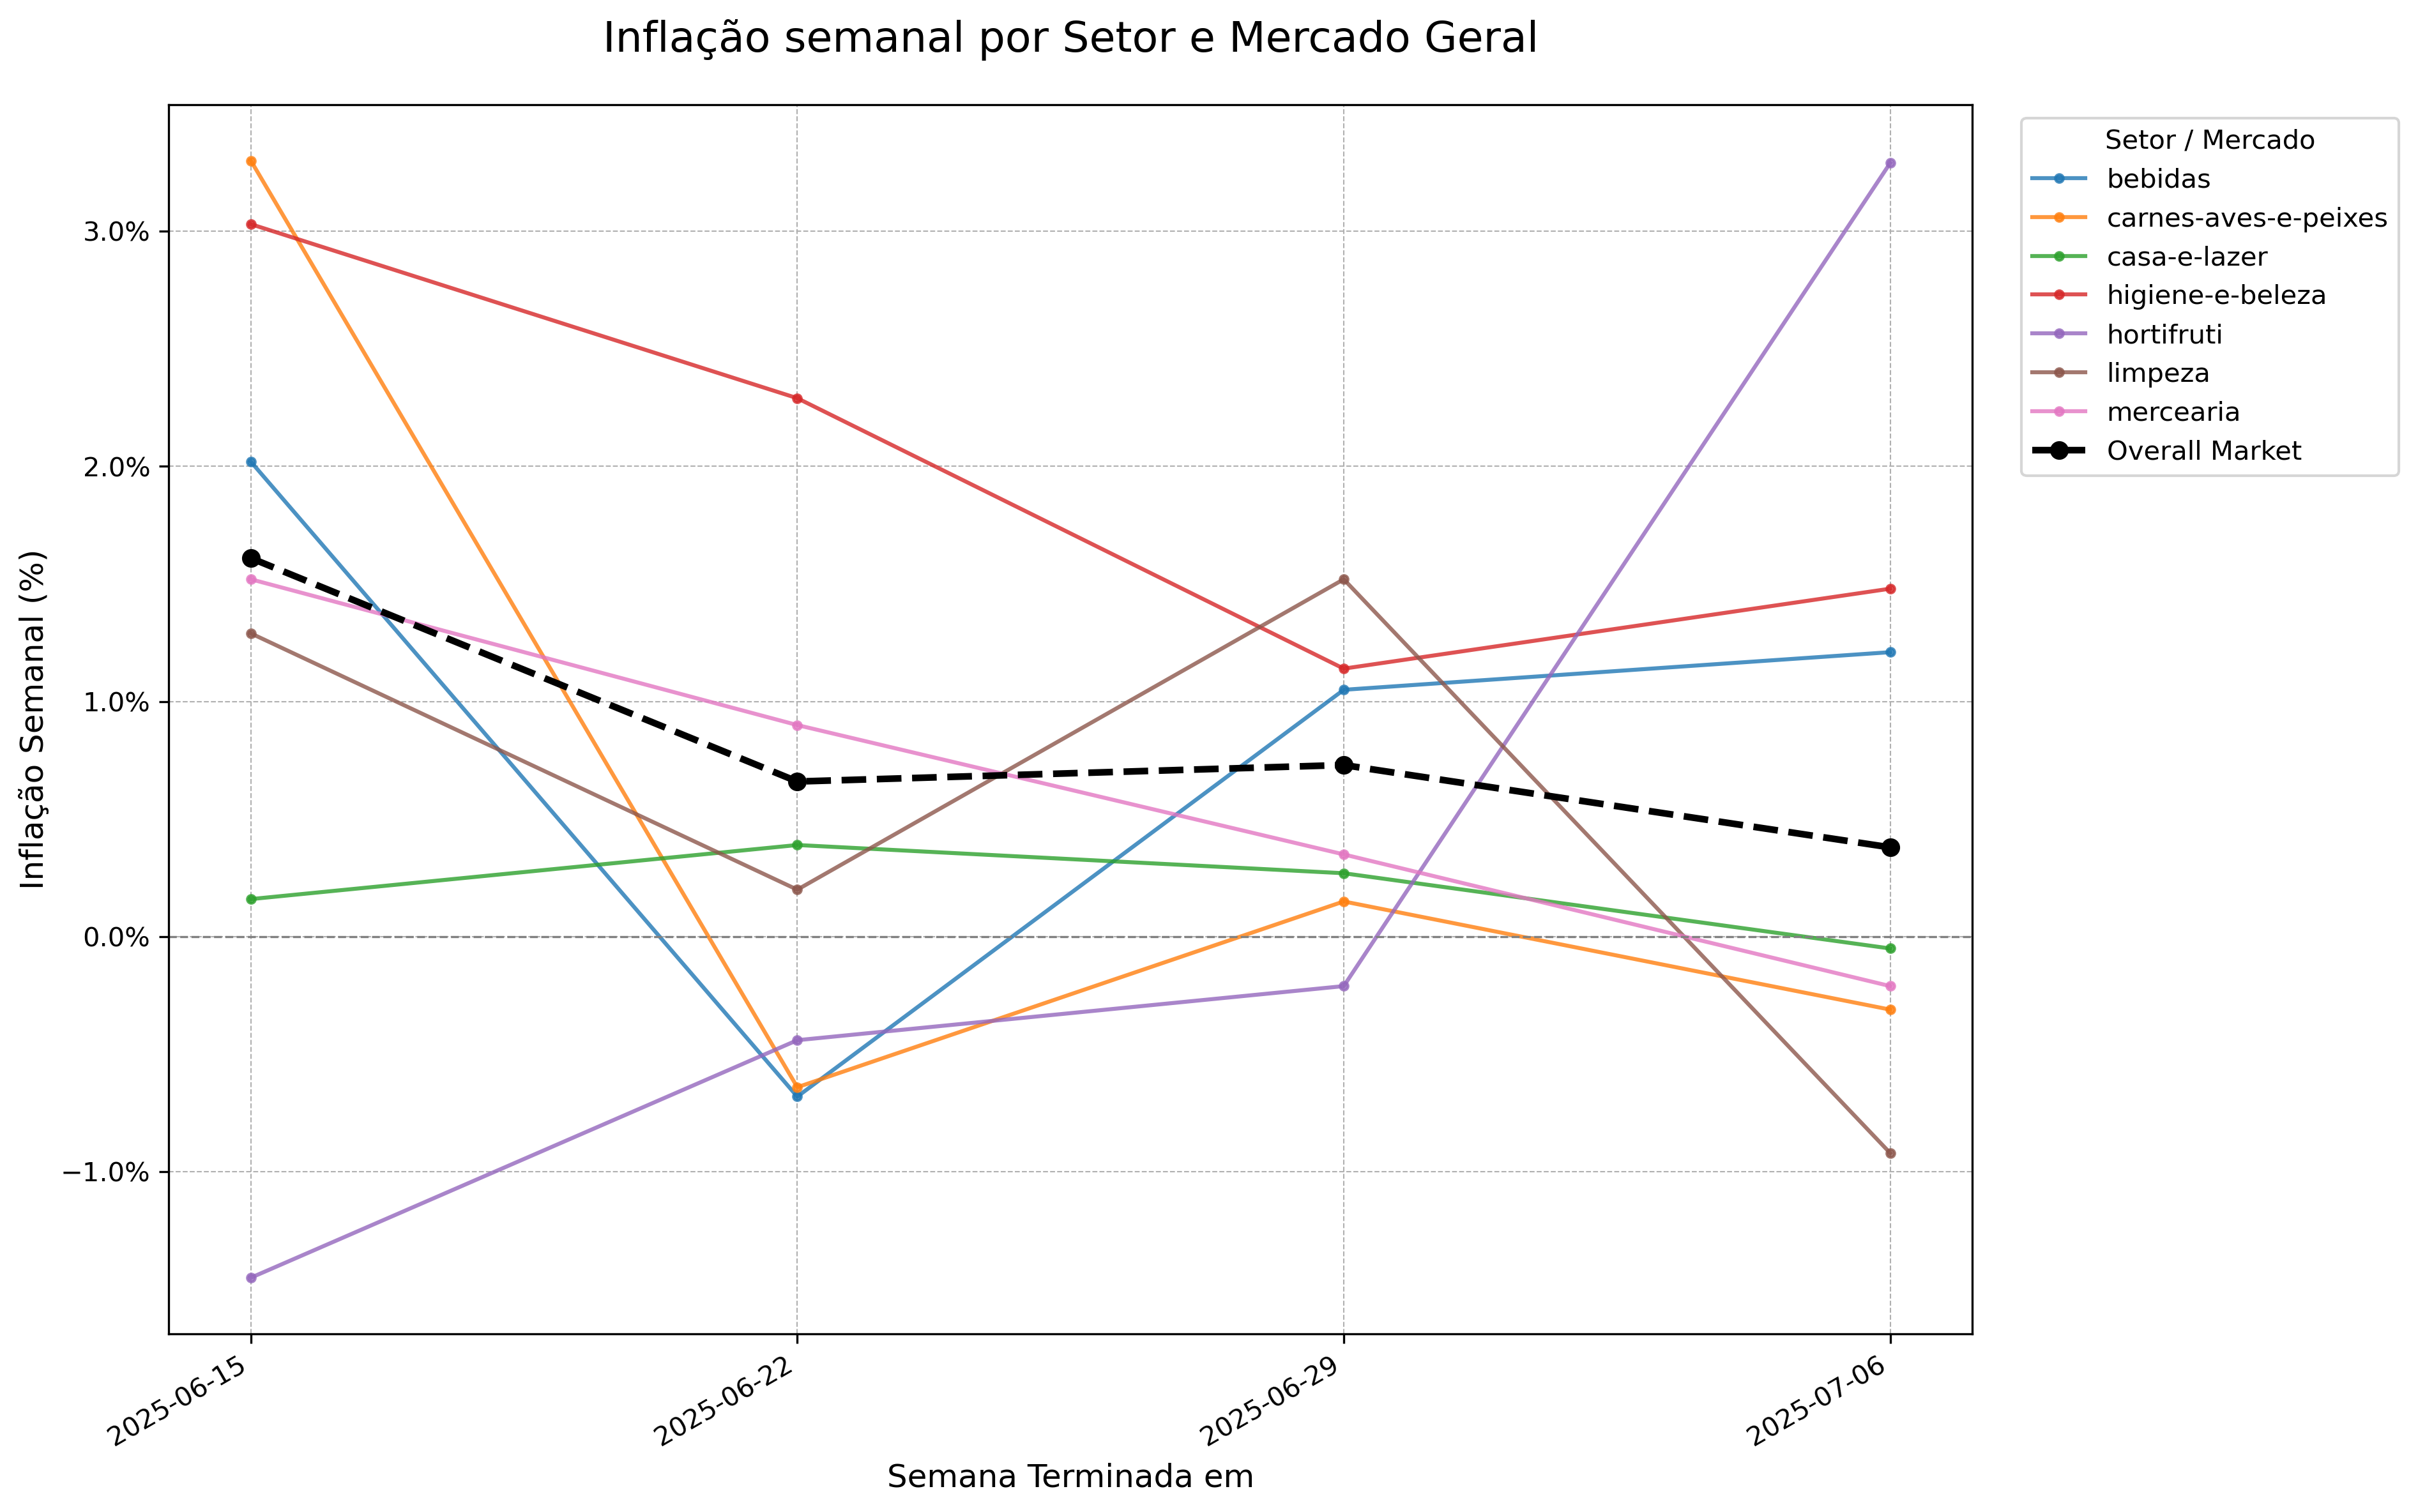 Inflação semanal por Setor e Mercado Geral
Setor / Mercado
bebidas
carnes-aves-e-peixes
casa-e-lazer
higiene-e-beleza
hortifruti
limpeza
mercearia
Overall Market
Inflação Semanal (%)
3.0%
2.0%
1.0%
0.0%
−1.0%
2025-06-15
2025-06-22
2025-06-29
2025-07-06
Semana Terminada em